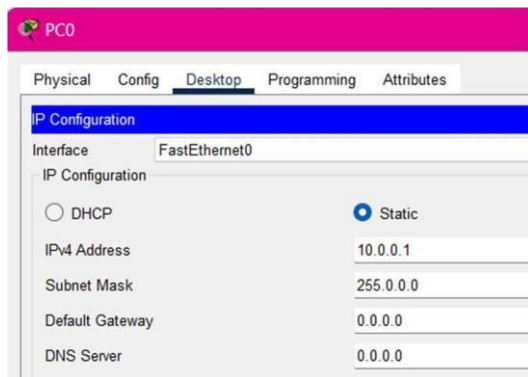 PC0
Physical Config Desktop Programming Attributes
IP Configuration
Interface FastEthernet0
IP Configuration
DHCP Static
IPv4 Address 10.0.0.1
Subnet Mask 255.0.0.0
Default Gateway 0.0.0.0
DNS Server 0.0.0.0